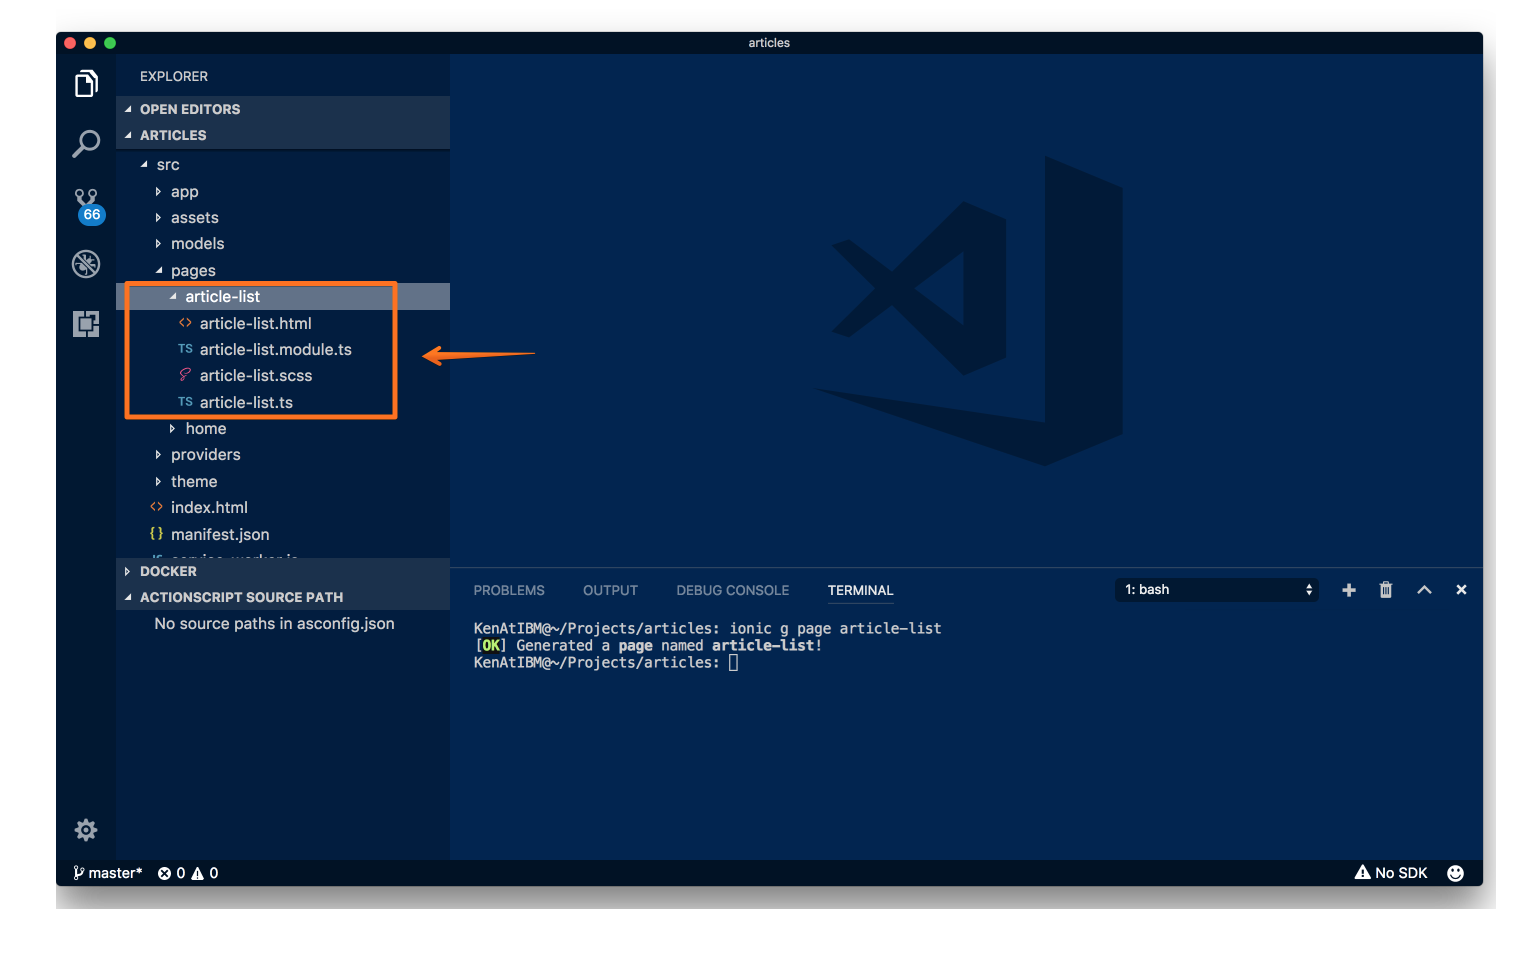 articles
EXPLORER
OPEN EDITORS
ARTICLES
src
app
assets
models
pages
article-list
<> article-list.html
TS article-list.module.ts
article-list.scss
TS article-list.ts
home
providers
theme
<> index.html
{} manifest.json
DOCKER
ACTIONSCRIPT SOURCE PATH
No source paths in asconfig.json
66
PROBLEMS OUTPUT DEBUG CONSOLE TERMINAL 1: bash
KenAtIBM@~/Projects/articles: ionic g page article-list
[OK] Generated a page named article-list!
KenAtIBM@~/Projects/articles:
master* 0 0 No SDK